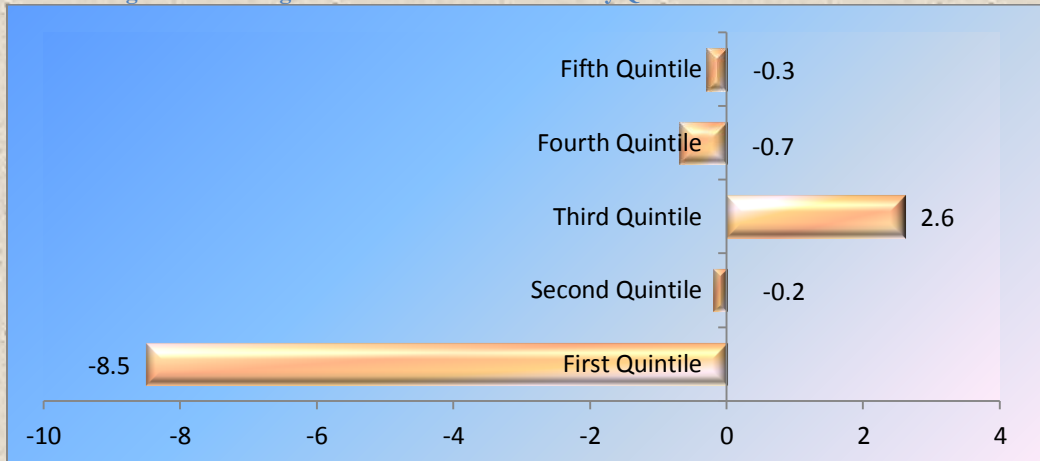 Fifth Quintile -0.3
Fourth Quintile -0.7
Third Quintile 2.6
Second Quintile -0.2
-8.5 First Quintile
-10 -8 -6 -4 -2 0 2 4